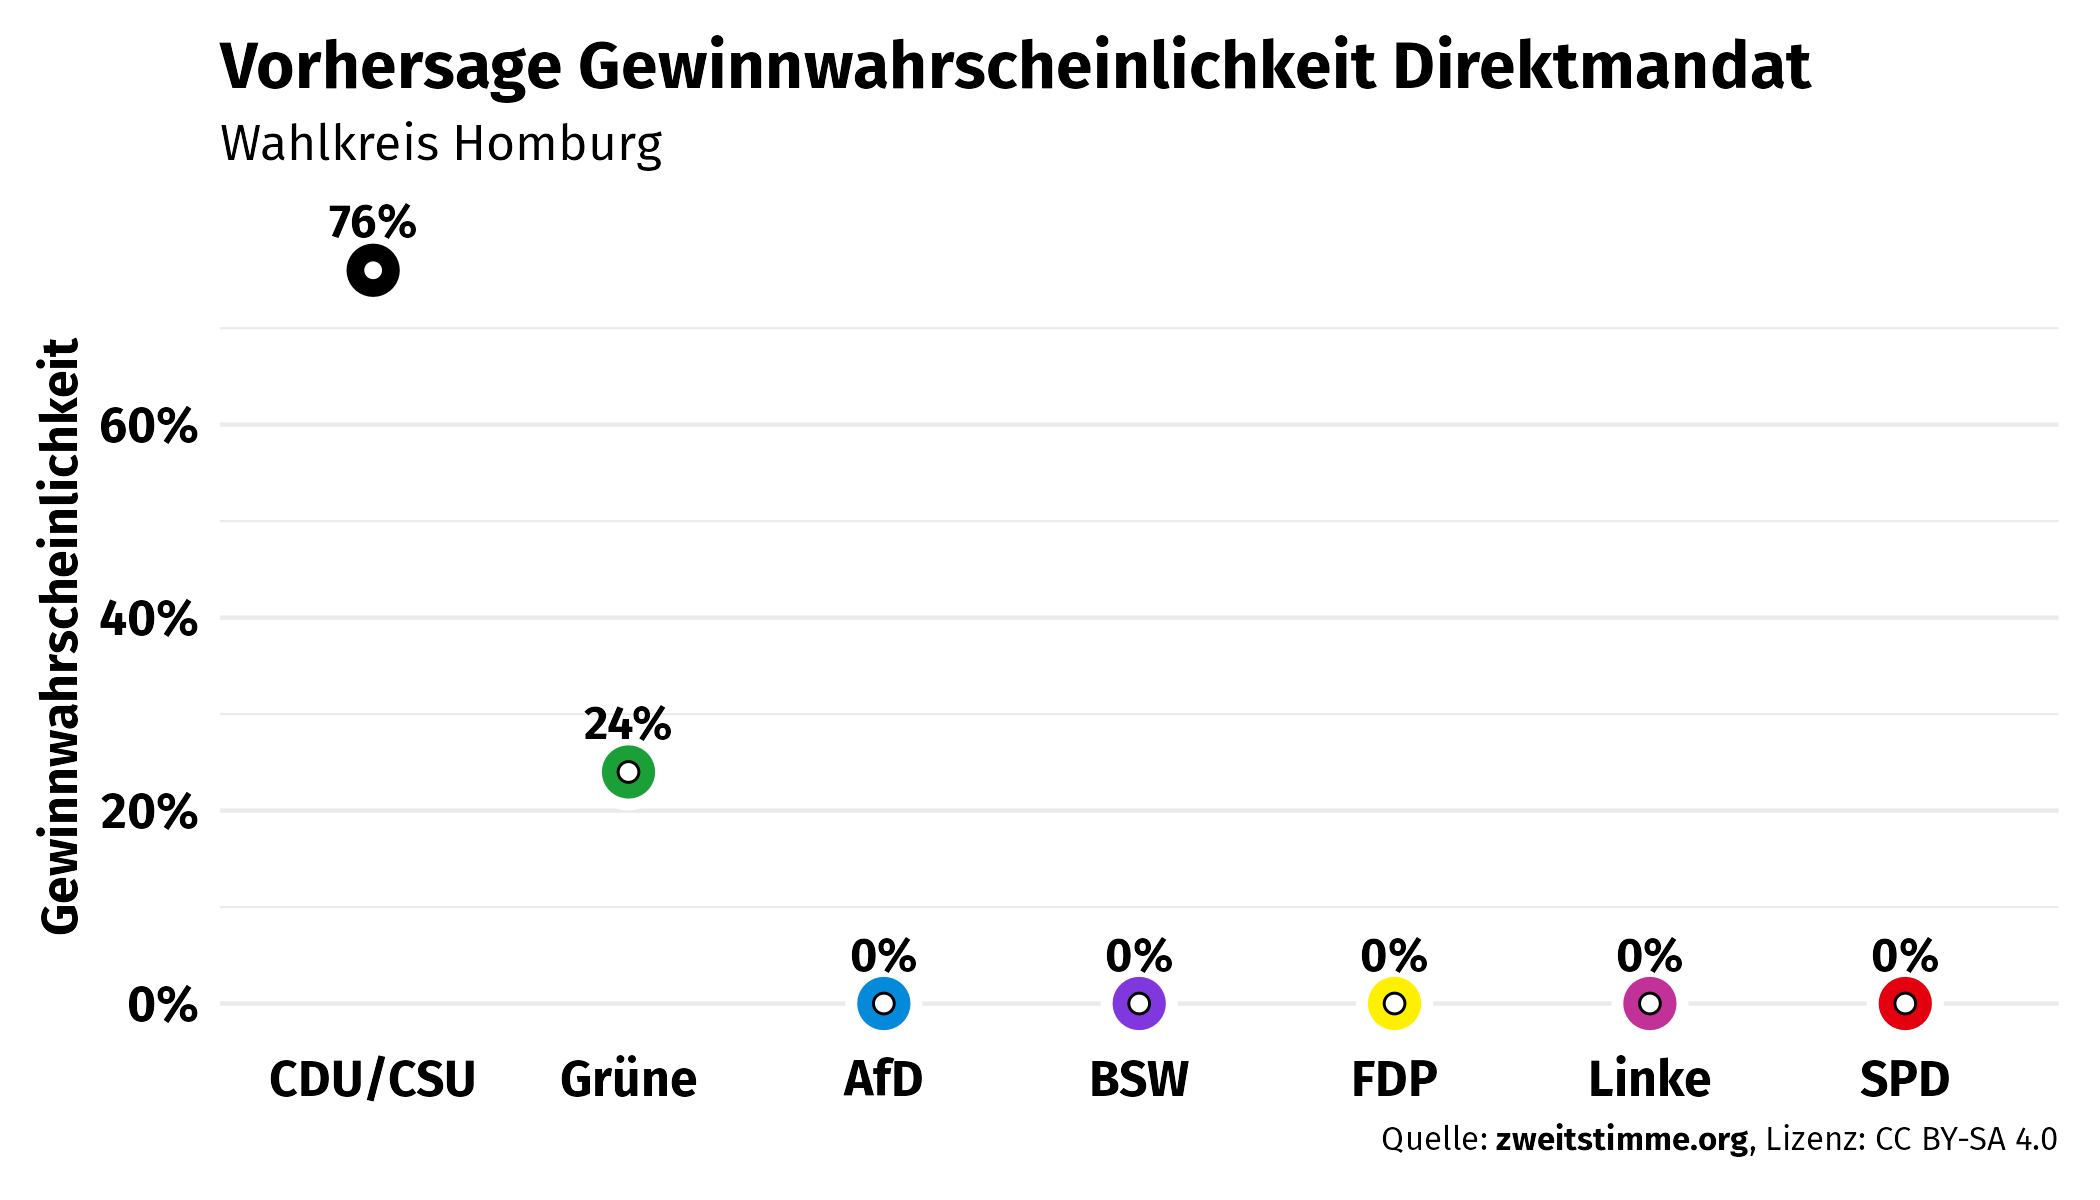 Vorhersage Gewinnwahrscheinlichkeit Direktmandat
Wahlkreis Homburg
76%
Gewinnwahrscheinlichkeit
60%
40%
24%
20%
0% 0% 0% 0% 0%
0%
CDU/CSU Grüne AfD BSW FDP Linke SPD
Quelle: zweitstimme.org, Lizenz: CC BY-SA 4.0